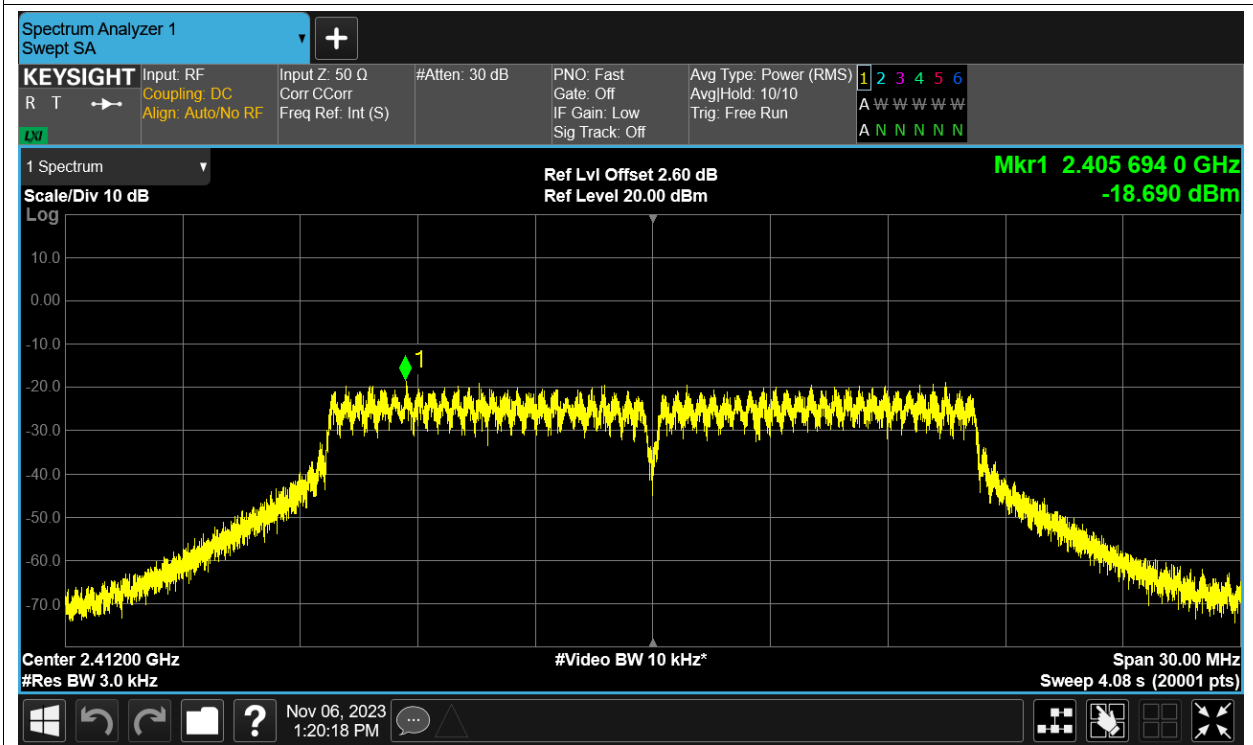 Spectrum Analyzer 1
Swept SA
KEYSIGHT
R T
LXI
Input: RF
Coupling: DC
Align: Auto/No RF
Input Z: 50 Ω
Corr CCorr
Freq Ref: Int (S)
#Atten: 30 dB
PNO: Fast
Gate: Off
IF Gain: Low
Sig Track: Off
Avg Type: Power (RMS)
Avg|Hold: 10/10
Trig: Free Run
1 2 3 4 5 6
A W W W W W
A N N N N N
1 Spectrum
Scale/Div 10 dB
Log
Ref Lvl Offset 2.60 dB
Ref Level 20.00 dBm
Mkr1 2.405 694 0 GHz
-18.690 dBm
10.0
0.00
-10.0
1
-20.0
-30.0
-40.0
-50.0
-60.0
-70.0
Center 2.41200 GHz
#Res BW 3.0 kHz
#Video BW 10 kHz*
Span 30.00 MHz
Sweep 4.08 s (20001 pts)
?
Nov 06, 2023
1:20:18 PM